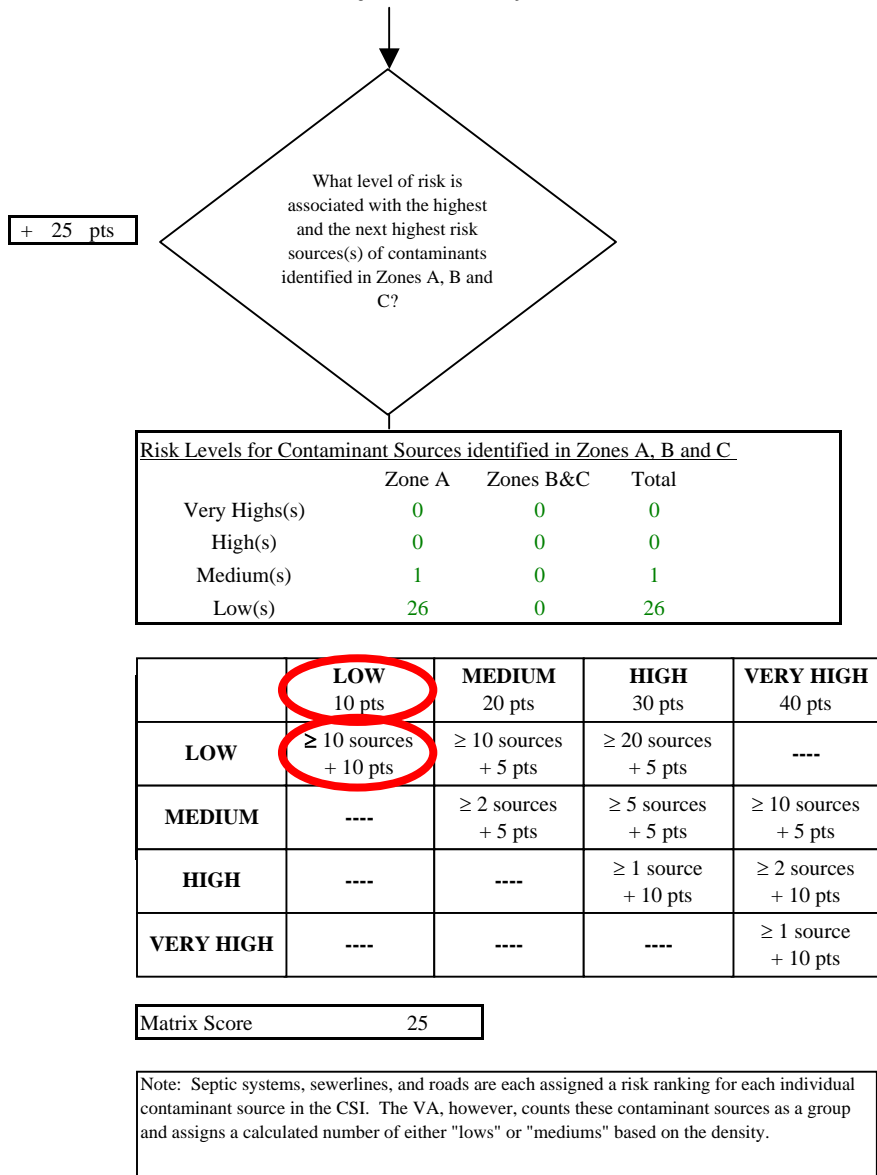 What level of risk is
associated with the highest
and the next highest risk
sources(s) of contaminants
identified in Zones A, B and
C?
+ 25 pts
Risk Levels for Contaminant Sources identified in Zones A, B and C
Zone A Zones B&C Total
Very Highs(s) 0 0 0
High(s) 0 0 0
Medium(s) 1 0 1
Low(s) 26 0 26
LOW MEDIUM HIGH VERY HIGH
10 pts 20 pts 30 pts 40 pts
LOW ≥ 10 sources ≥ 10 sources ≥ 20 sources ----
+ 10 pts + 5 pts + 5 pts
MEDIUM ---- ≥ 2 sources ≥ 5 sources ≥ 10 sources
+ 5 pts + 5 pts + 5 pts
HIGH ---- ---- ≥ 1 source ≥ 2 sources
+ 10 pts + 10 pts
VERY HIGH ---- ---- ---- ≥ 1 source
+ 10 pts
Matrix Score 25
Note: Septic systems, sewerlines, and roads are each assigned a risk ranking for each individual
contaminant source in the CSI. The VA, however, counts these contaminant sources as a group
and assigns a calculated number of either "lows" or "mediums" based on the density.